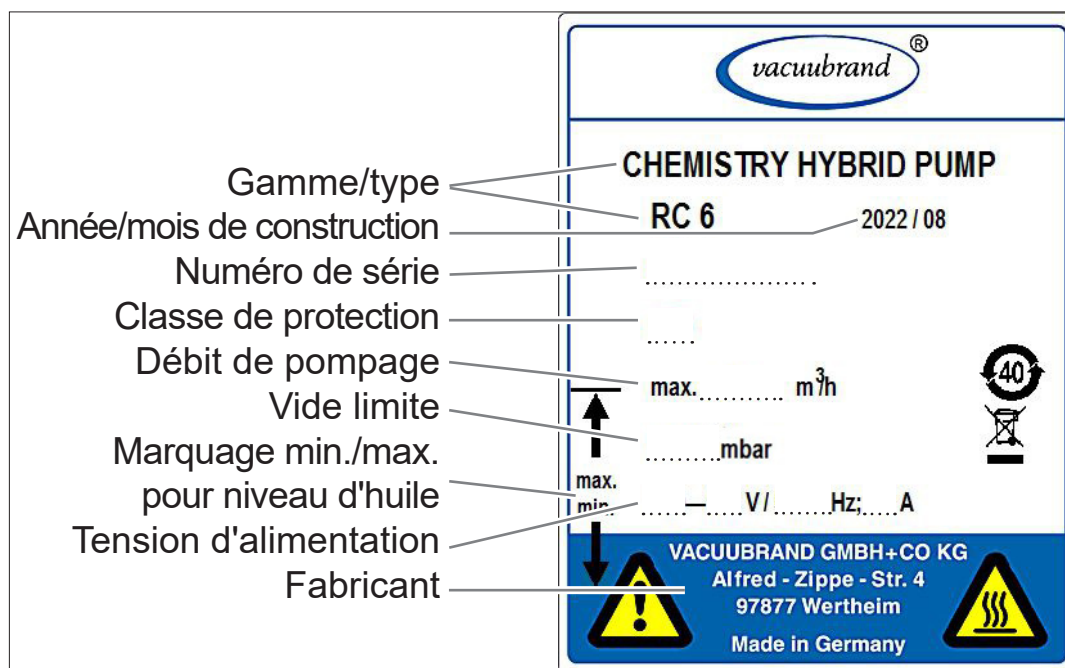 vacuubrand ®
Gamme/type
CHEMISTRY HYBRID PUMP
RC 6
Année/mois de construction
2022 / 08
Numéro de série
....................
Classe de protection
......
Débit de pompage
max........... m³/h
Vide limite
.........mbar
Marquage min./max.
pour niveau d'huile
max.
min.
Tension d'alimentation
......—.....V / .......Hz;.....A
Fabricant
VACUUBRAND GMBH+CO KG
Alfred - Zippe - Str. 4
97877 Wertheim
Made in Germany
40